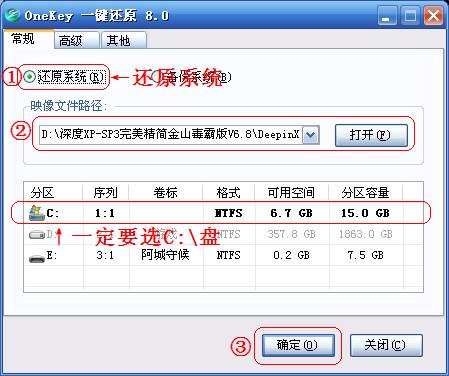 OneKey 一键还原 8.0
常规 高级 其他
① 还原系统(R) ←还原系统 (B)
映像文件路径:
② D:\深度XP-SP3完美精简金山毒霸版V6.8\DeepinX 打开(F)
分区 序列 卷标 格式 可用空间 分区容量
C: 1:1 NTFS 6.7 GB 15.0 GB
D: NTFS 357.8 GB 1863.0 GB
↑一定要选C:\盘
E: 3:1 阿城守候 NTFS 0.2 GB 7.5 GB
③ 确定(O) 关闭(C)